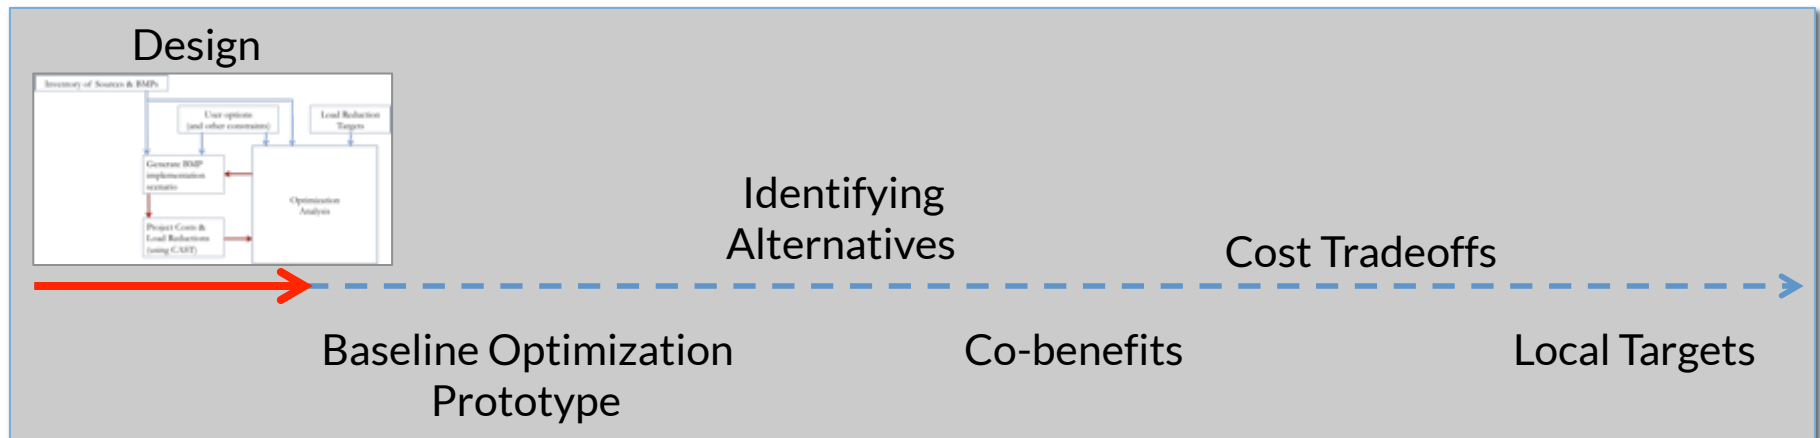 Design
Inventory of Sources & BMPs
User options
(and other constraints)
Load Reduction
Targets
Generate BMP
implementation
scenario
Optimization
Analysis
Project Costs &
Load Reductions
(using CAST)
Identifying
Alternatives
Cost Tradeoffs
Baseline Optimization
Prototype
Co-benefits
Local Targets